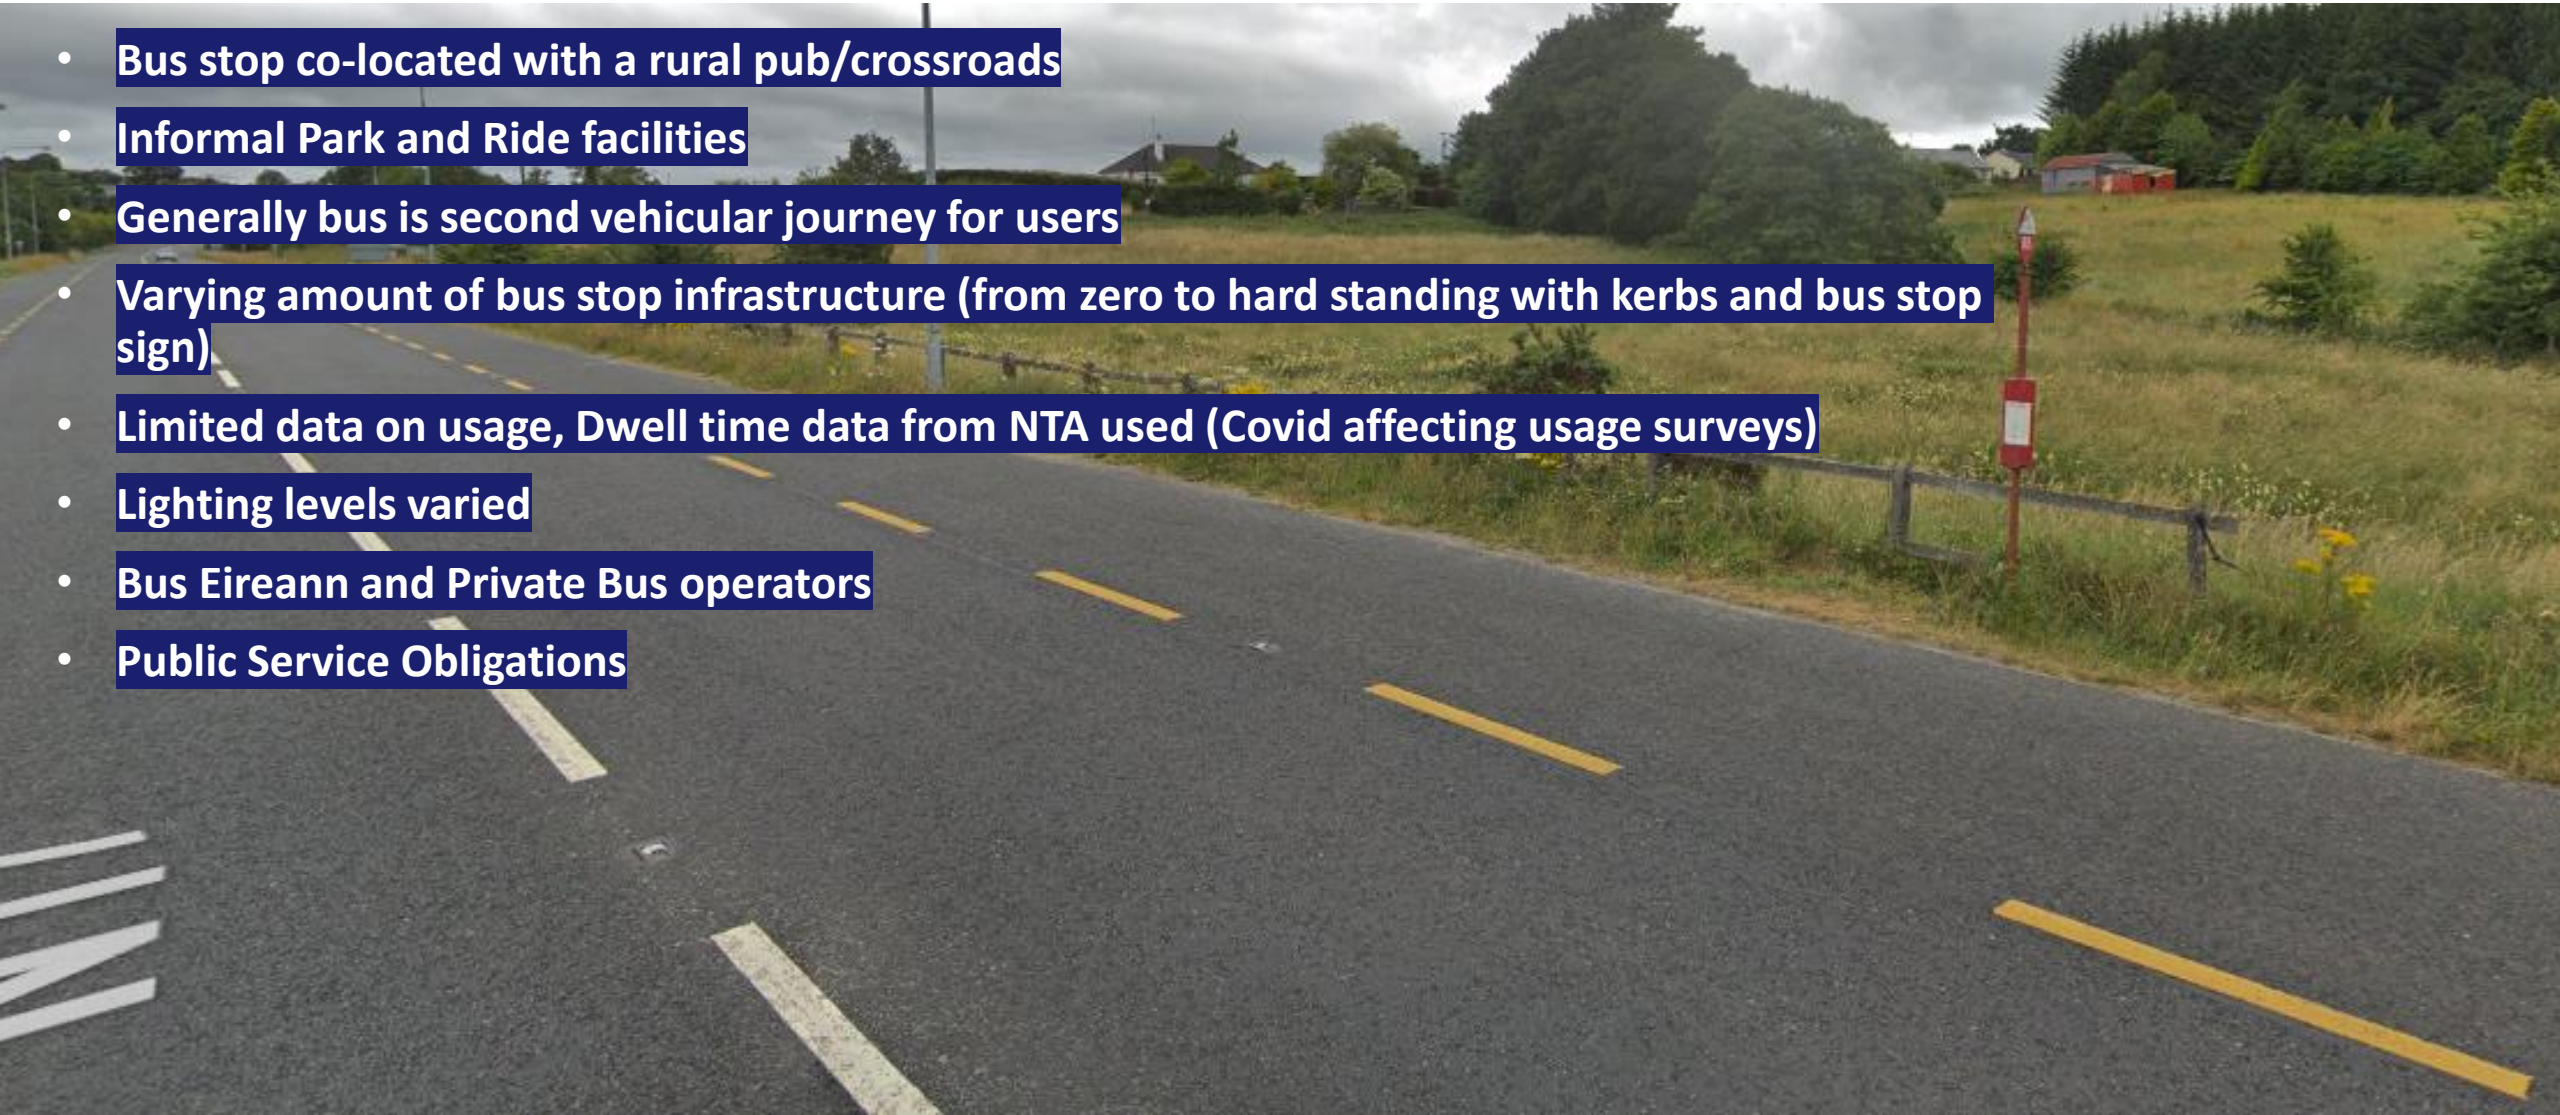 • Bus stop co-located with a rural pub/crossroads
• Informal Park and Ride facilities
• Generally bus is second vehicular journey for users
• Varying amount of bus stop infrastructure (from zero to hard standing with kerbs and bus stop
sign)
• Limited data on usage, Dwell time data from NTA used (Covid affecting usage surveys)
• Lighting levels varied
• Bus Eireann and Private Bus operators
• Public Service Obligations